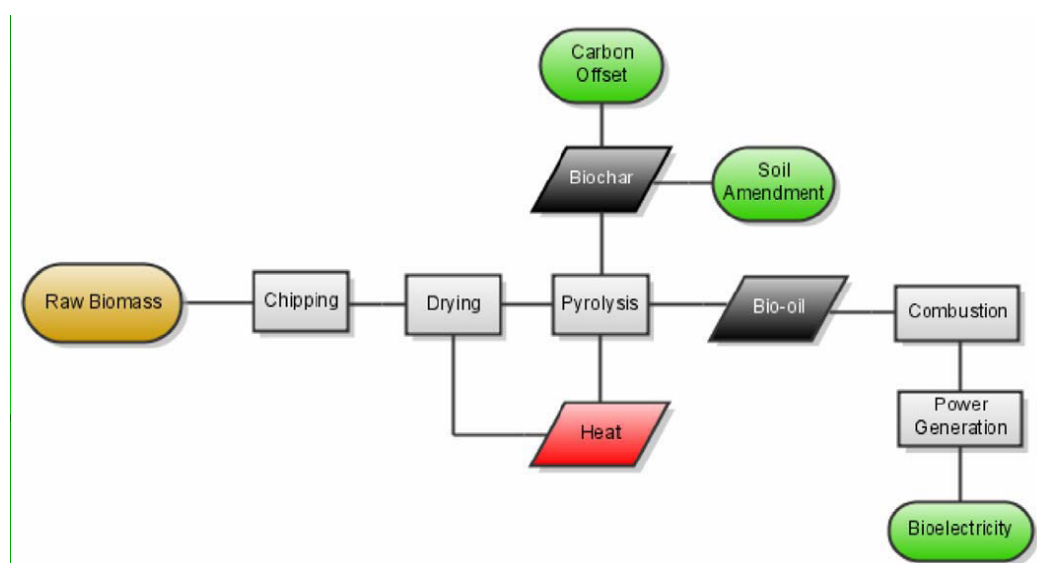 Carbon
Offset
Biochar
Soil
Amendment
Raw Biomass
Chipping
Drying
Pyrolysis
Bio-oil
Combustion
Heat
Power
Generation
Bioelectricity